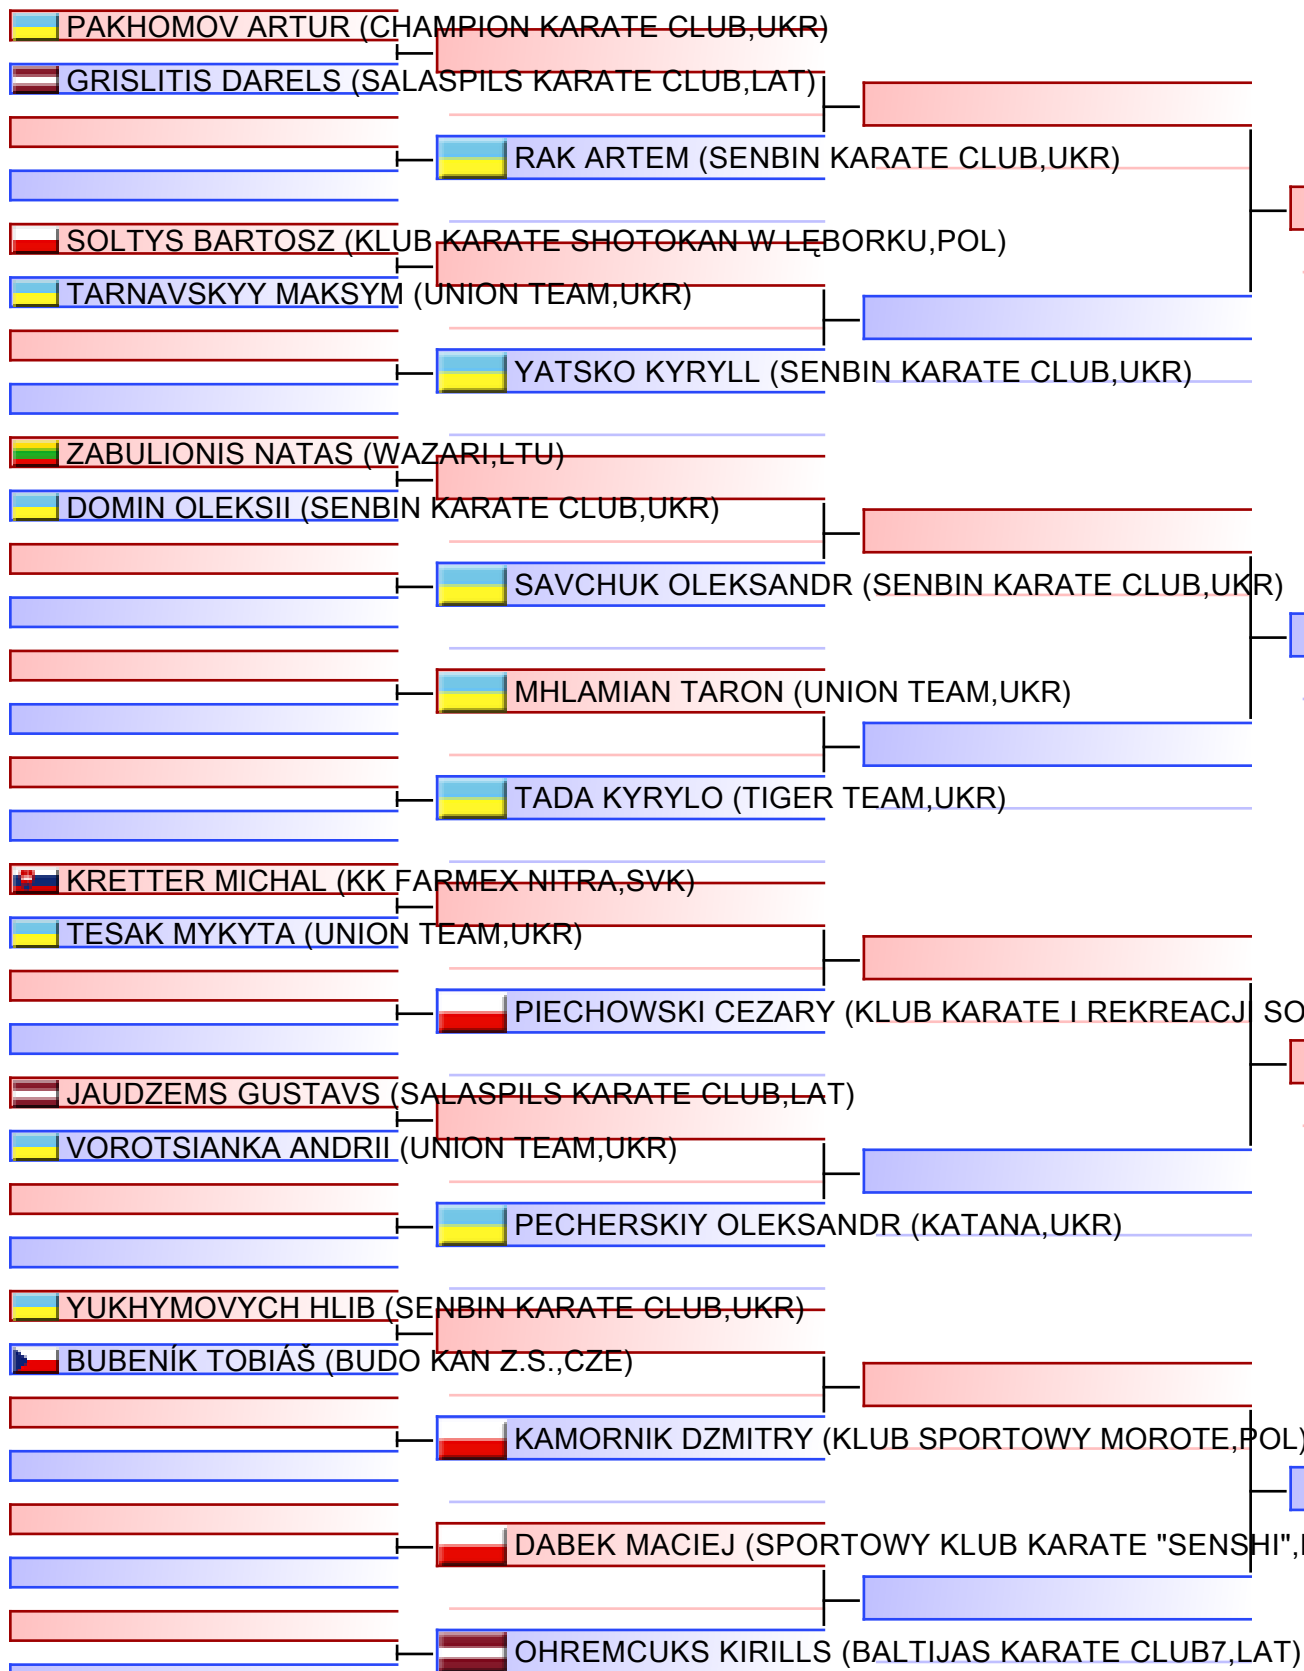 PAKHOMOV ARTUR (CHAMPION KARATE CLUB,UKR)
GRISLITIS DARELS (SALASPILS KARATE CLUB,LAT)
RAK ARTEM (SENBIN KARATE CLUB,UKR)
SOLTYS BARTOSZ (KLUB KARATE SHOTOKAN W LĘBORKU,POL)
TARNAVSKYY MAKSYM (UNION TEAM,UKR)
YATSKO KYRYLL (SENBIN KARATE CLUB,UKR)
ZABULIONIS NATAS (WAZARI,LTU)
DOMIN OLEKSII (SENBIN KARATE CLUB,UKR)
SAVCHUK OLEKSANDR (SENBIN KARATE CLUB,UKR)
MHLAMIAN TARON (UNION TEAM,UKR)
TADA KYRYLO (TIGER TEAM,UKR)
KRETTER MICHAL (KK FARMEX NITRA,SVK)
TESAK MYKYTA (UNION TEAM,UKR)
PIECHOWSKI CEZARY (KLUB KARATE I REKREACJI SO
JAUDZEMS GUSTAVS (SALASPILS KARATE CLUB,LAT)
VOROTSIANKA ANDRII (UNION TEAM,UKR)
PECHERSKIY OLEKSANDR (KATANA,UKR)
YUKHYMOVYCH HLIB (SENBIN KARATE CLUB,UKR)
BUBENÍK TOBIÁŠ (BUDO KAN Z.S.,CZE)
KAMORNIK DZMITRY (KLUB SPORTOWY MOROTE,POL)
DABEK MACIEJ (SPORTOWY KLUB KARATE "SENSHI",
OHREMCUKS KIRILLS (BALTIJAS KARATE CLUB7,LAT)